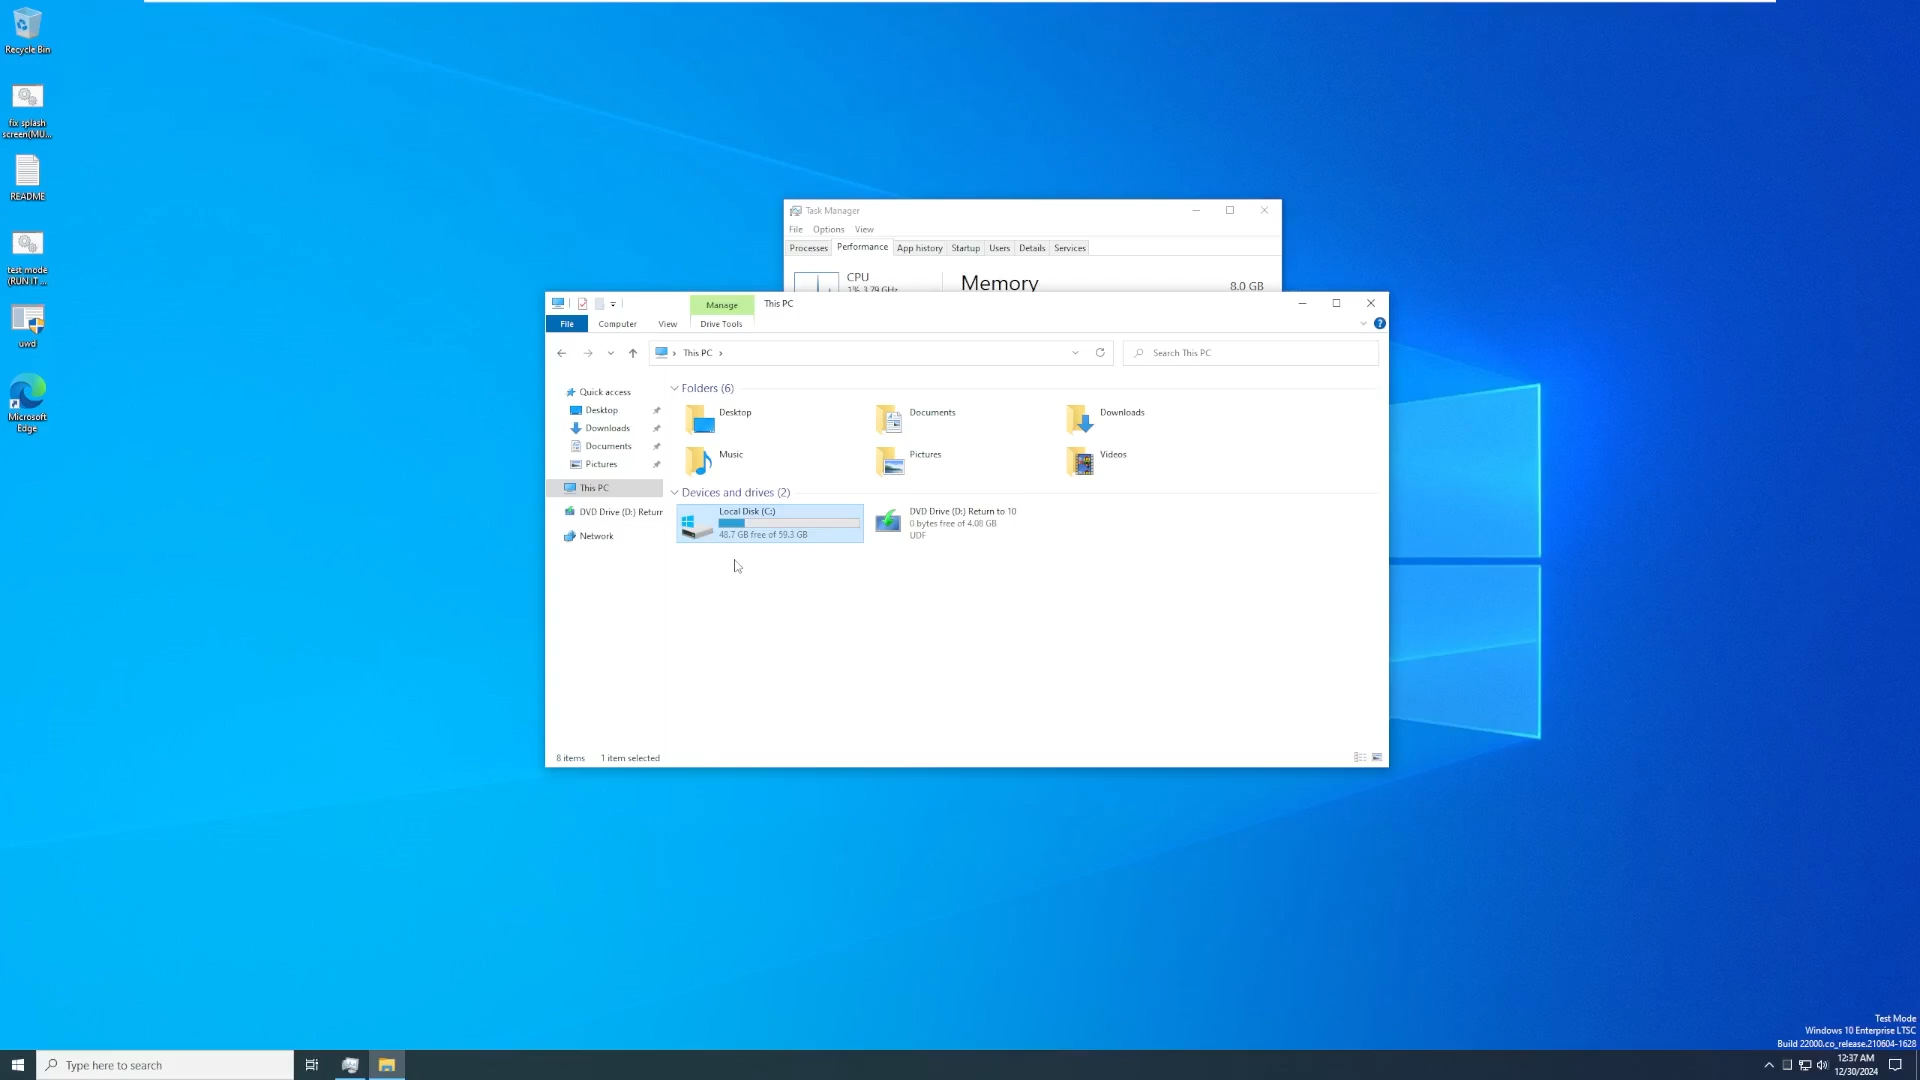 Recycle Bin
fix splash
screen(MU...
README
test mode
(RUN IT ...
uwd
Microsoft
Edge
Task Manager
File Options View
Processes Performance App history Startup Users Details Services
CPU
1% 3.79 GHz
Memory 8.0 GB
Manage This PC
File Computer View Drive Tools
This PC
Search This PC
Quick access
Desktop
Downloads
Documents
Pictures
This PC
DVD Drive (D:) Return
Network
Folders (6)
Desktop Documents Downloads
Music Pictures Videos
Devices and drives (2)
Local Disk (C:)
48.7 GB free of 59.3 GB
DVD Drive (D:) Return to 10
0 bytes free of 4.08 GB
UDF
8 items 1 item selected
Test Mode
Windows 10 Enterprise LTSC
Build 22000.co_release.210604-1628
Type here to search
12:37 AM
12/30/2024